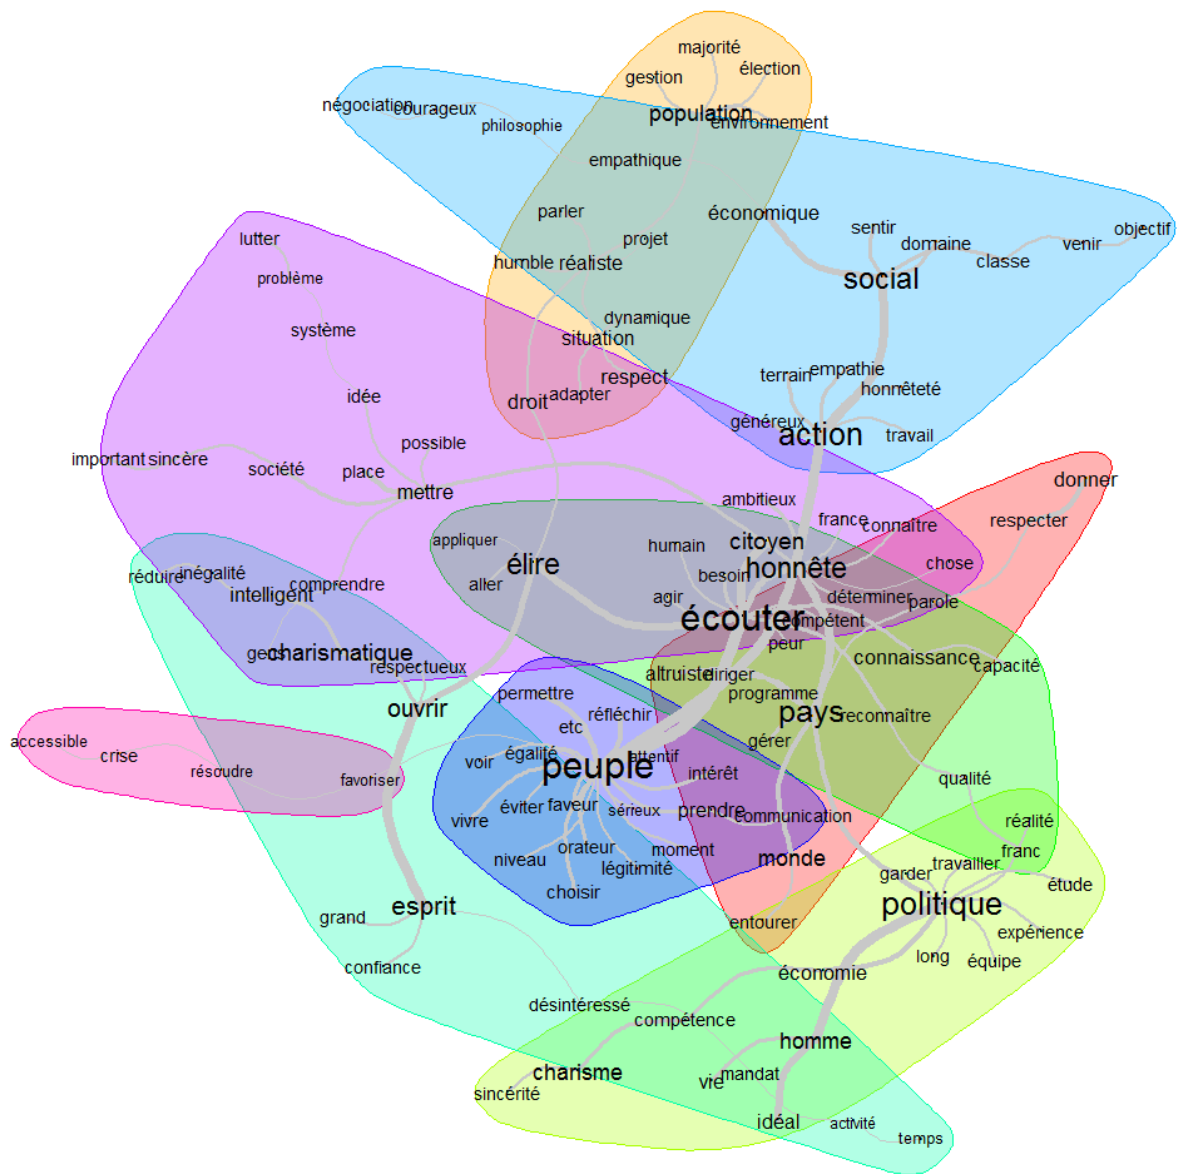 majorité
gestion
élection
négociation
courageux
population
environnement
philosophie
empathique
parler
économique
sentir
objectif
lutter
projet
domaine
venir
humble
réaliste
classe
problème
social
système
dynamique
situation
empathie
terrain
respect
honnêteté
idée
droit
adapter
généreux
action
travail
possible
important
sincère
société
place
mettre
donner
ambitieux
france
connaître
respecter
appliquer
humain
citoyen
élire
honnête
chose
réduire
inégalité
aller
besoin
intelligent
comprendre
agir
déterminer
parole
écouter
compétent
gens
charismatique
respectueux
peur
connaissance
capacité
altruiste
diriger
permettre
programme
ouvrir
réfléchir
pays
reconnaître
etc
accessible
crise
gérer
égalité
attentif
voir
peuple
résoudre
favoriser
intérêt
qualité
éviter
faveur
sérieux
prendre
communication
vivre
réalité
niveau
orateur
moment
monde
franc
légitimité
travailler
garder
choisir
étude
esprit
politique
grand
entourer
expérience
long
équipe
confiance
économie
désintéressé
compétence
homme
charisme
mandat
vie
sincérité
idéal
activité
temps